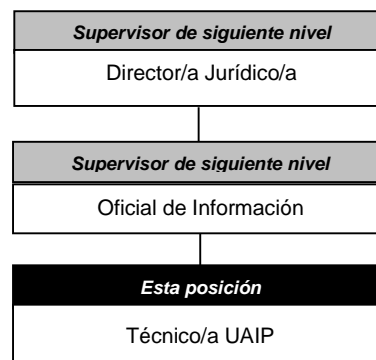 Supervisor de siguiente nivel
Director/a Jurídico/a
Supervisor de siguiente nivel
Oficial de Información
Esta posición
Técnico/a UAIP